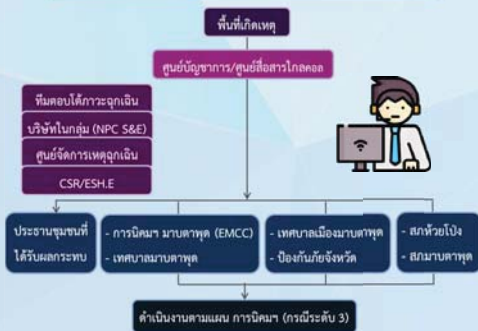 พื้นที่เกิดเหตุ
ศูนย์บัญชาการ/ศูนย์สื่อสารไกลคอล
ทีมตอบโต้ภาวะฉุกเฉิน
บริษัทในกลุ่ม (NPC S&E)
ศูนย์จัดการเหตุฉุกเฉิน
CSR/ESH.E
ประธานชุมชนที่
ได้รับผลกระทบ
- การนิคมฯ มาบตาพุด (EMCC)
- เทศบาลมาบตาพุด
- เทศบาลเมืองมาบตาพุด
- ป้องกันภัยจังหวัด
- สภห้วยโป่ง
- สภมาบตาพุด
ดำเนินงานตามแผน การนิคมฯ (กรณีระดับ 3)